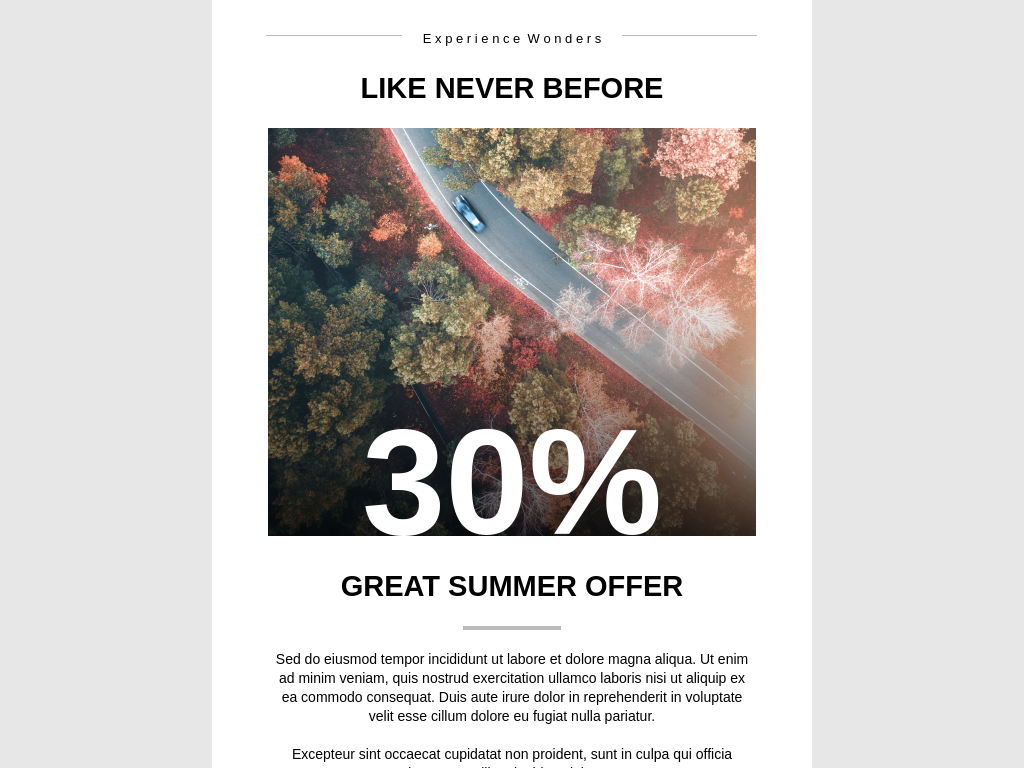 Experience Wonders
LIKE NEVER BEFORE
30%
GREAT SUMMER OFFER
Sed do eiusmod tempor incididunt ut labore et dolore magna aliqua. Ut enim
ad minim veniam, quis nostrud exercitation ullamco laboris nisi ut aliquip ex
ea commodo consequat. Duis aute irure dolor in reprehenderit in voluptate
velit esse cillum dolore eu fugiat nulla pariatur.
Excepteur sint occaecat cupidatat non proident, sunt in culpa qui officia